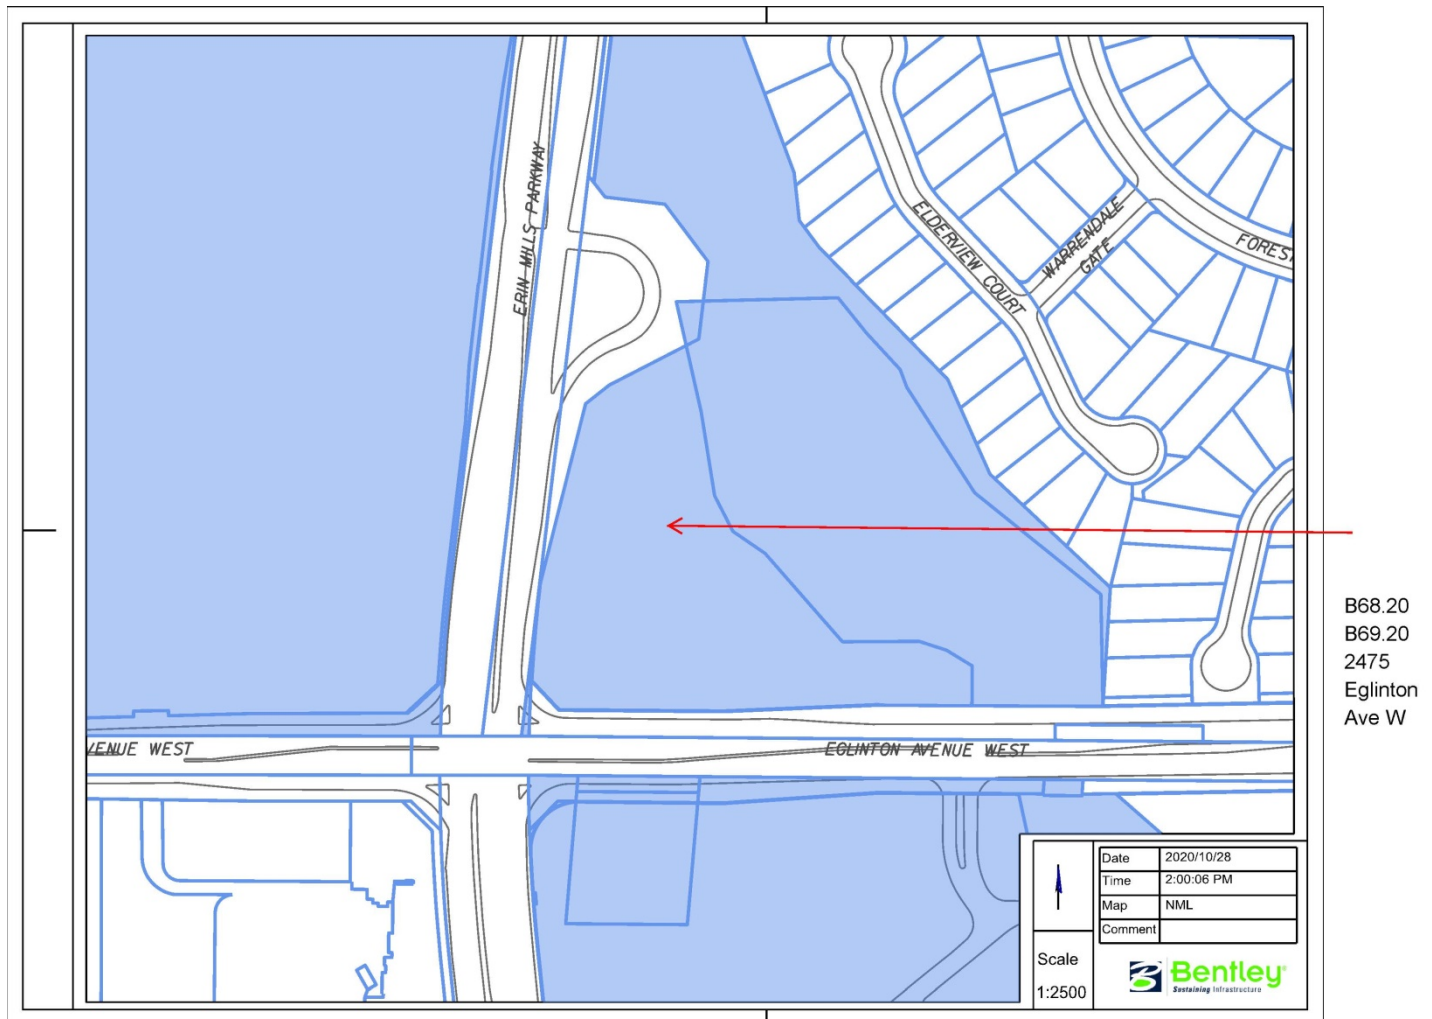 ERIN MILLS PARKWAY
ELDERVIEW COURT
WARRENDALE
GATE
FOREST
VENUE WEST
EGLINTON AVENUE WEST
B68.20
B69.20
2475
Eglinton
Ave W
Date 2020/10/28
Time 2:00:06 PM
Map NML
Comment
Scale
1:2500
Bentley
Sustaining Infrastructure